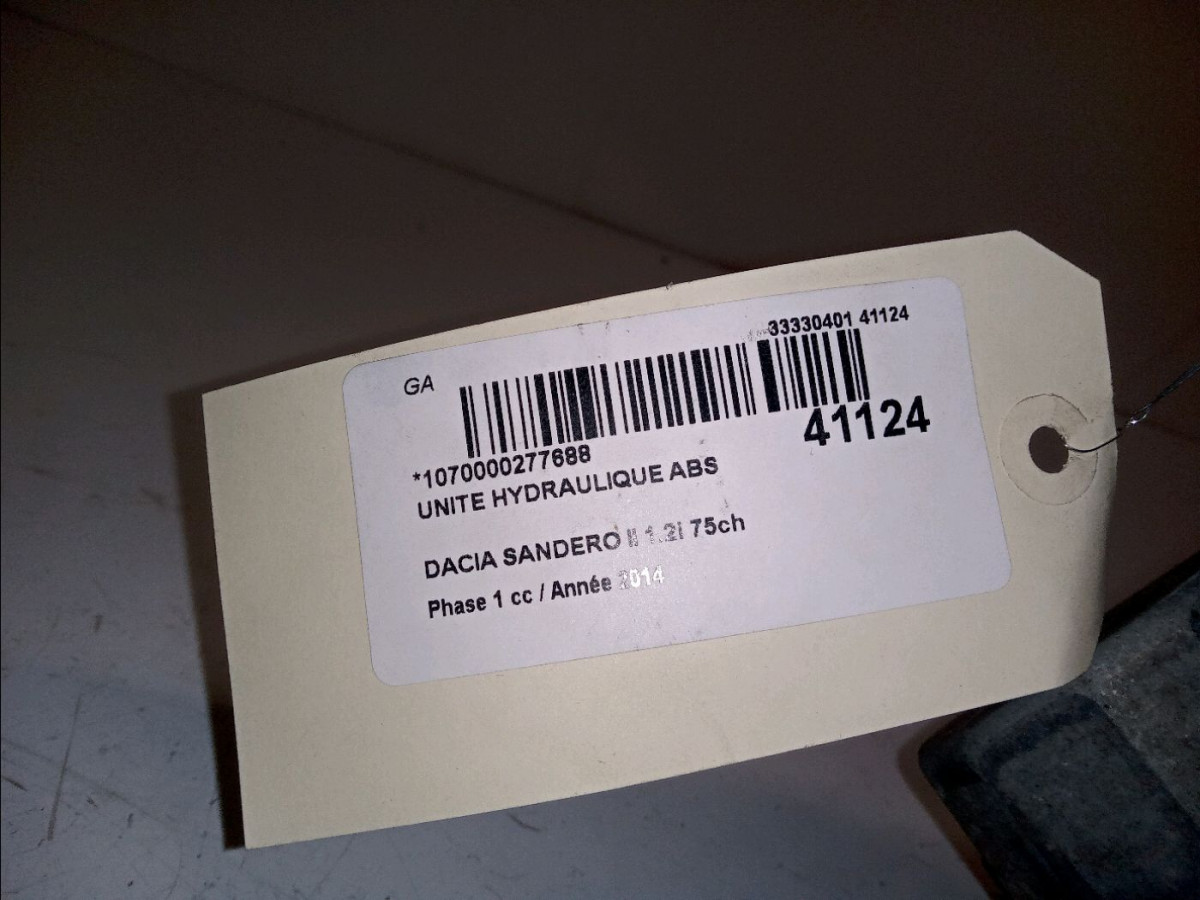 33330401 41124
GA
41124
*1070000277688
UNITE HYDRAULIQUE ABS
DACIA SANDERO II 1.2i 75ch
Phase 1 cc / Année 2014